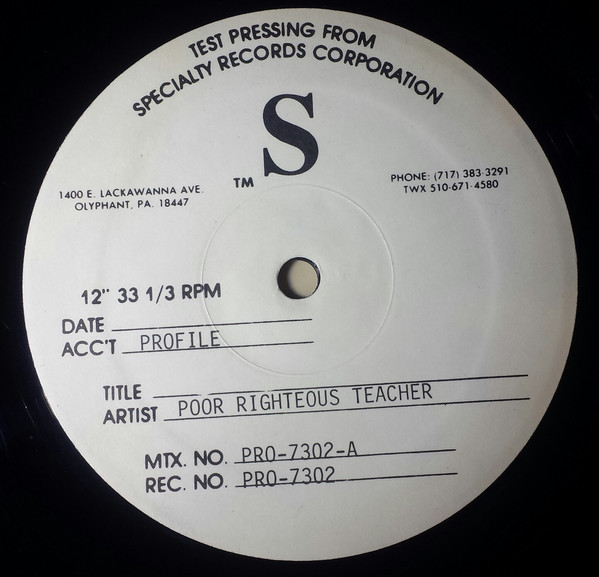 TEST PRESSING FROM
SPECIALTY RECORDS CORPORATION
S
TM
1400 E. LACKAWANNA AVE.
OLYPHANT, PA. 18447
PHONE: (717) 383-3291
TWX 510-671-4580
12" 33 1/3 RPM
DATE
ACC'T PROFILE
TITLE
ARTIST POOR RIGHTEOUS TEACHER
MTX. NO. PRO-7302-A
REC. NO. PRO-7302